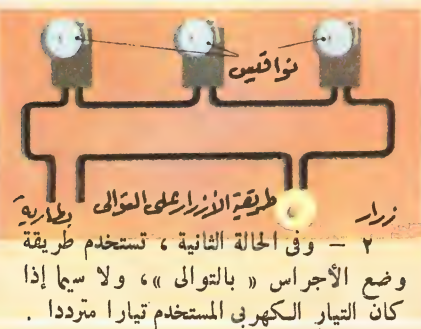 نواقيس
زرار
طريقة الأزرار على التوالى
بطارية
٢ – وفى الحالة الثانية ، تستخدم طريقة
وضع الأجراس « بالتوالى »، ولا سيما إذا
كان التيار الكهربى المستخدم تيارا مترددا .